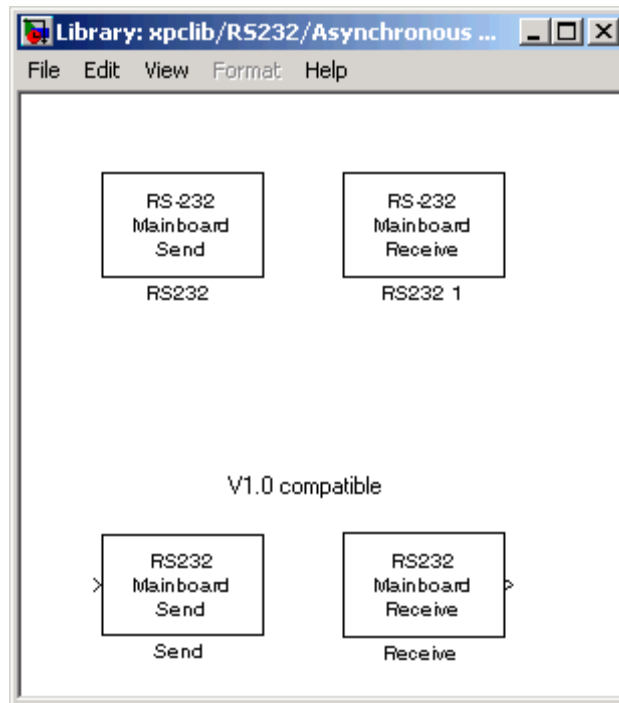 Library: xpclib/RS232/Asynchronous ...
File Edit View Format Help
RS-232 RS-232
Mainboard Mainboard
Send Receive
RS232 RS232 1
V1.0 compatible
RS232 RS232
Mainboard Mainboard
Send Receive
Send Receive